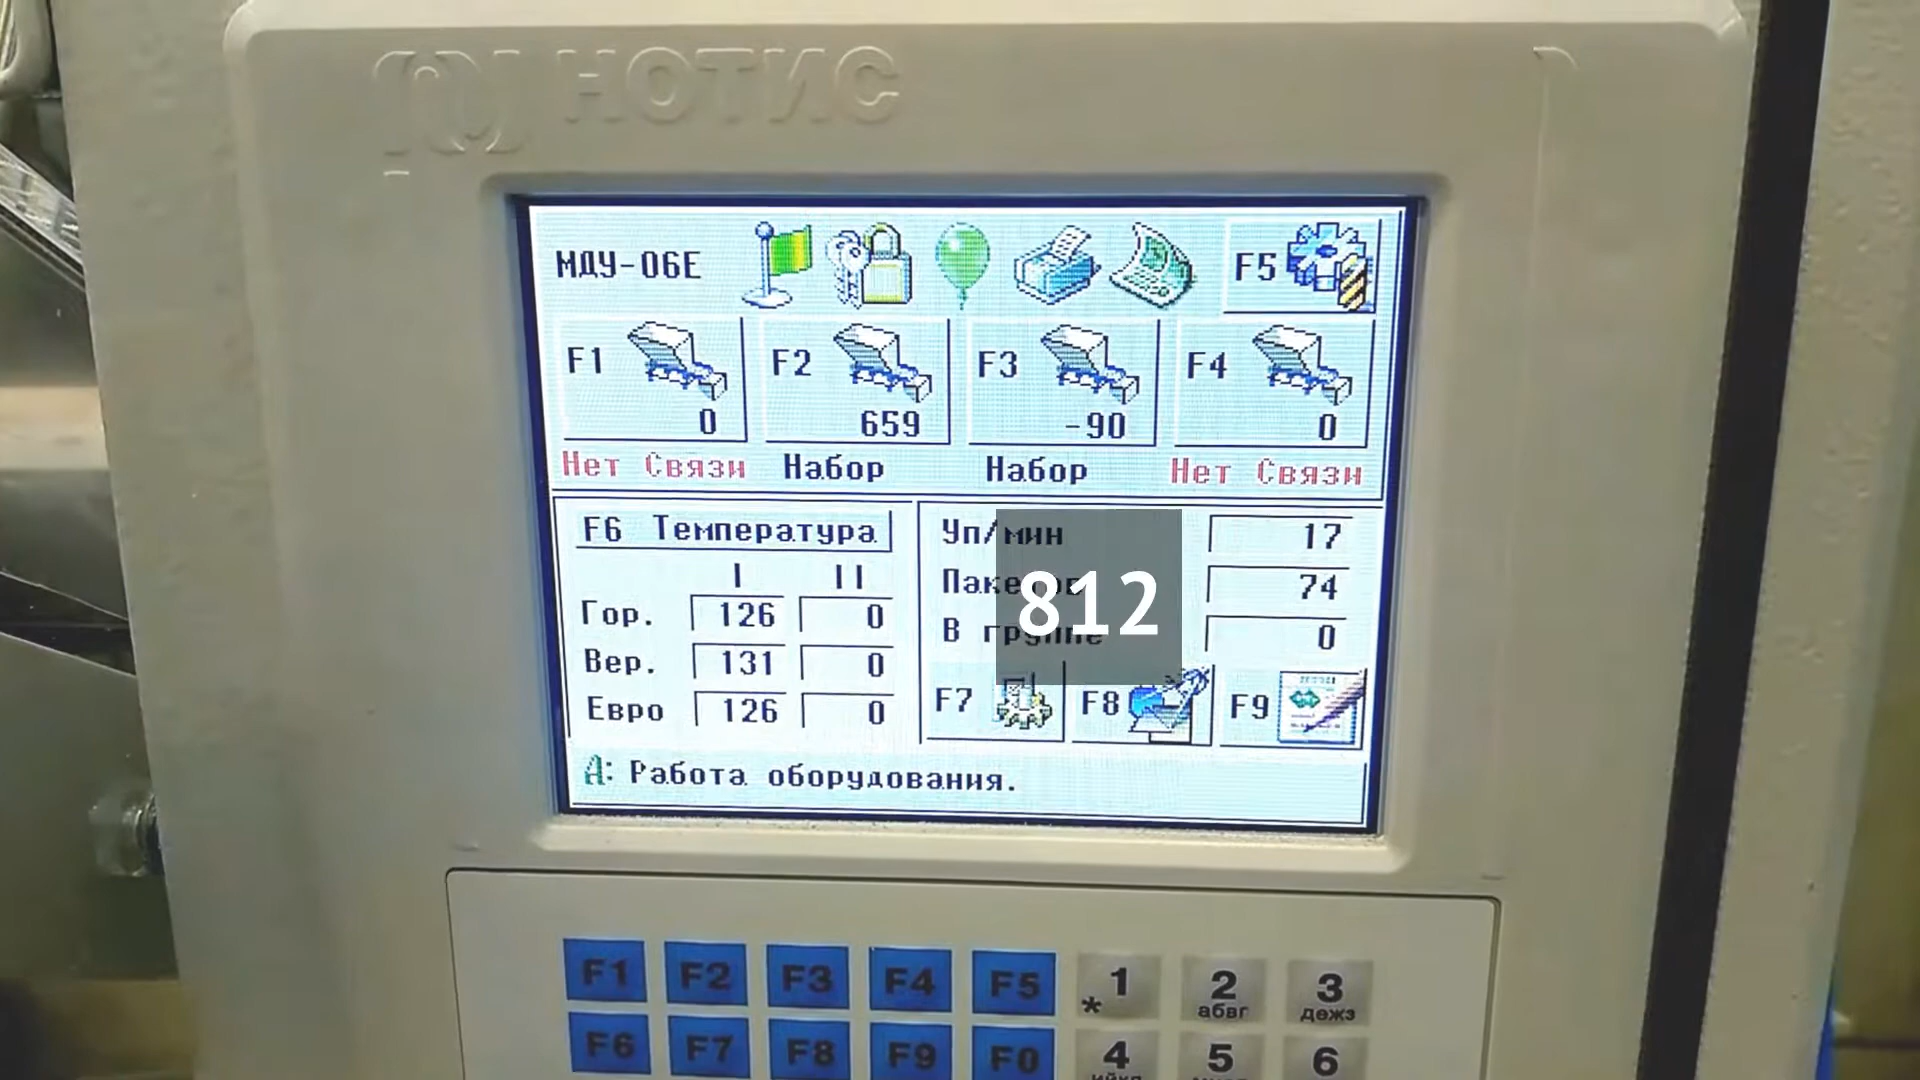 НОТИС
МДУ-06Е
F5
F1
0
F2
659
F3
-90
F4
0
Нет Связи
Набор
Набор
Нет Связи
F6 Температура
I II
Гор. 126 0
Вер. 131 0
Евро 126 0
Уп/мин 17
Пакетов 74
В группе 0
812
F7
F8
F9
А: Работа оборудования.
F1 F2 F3 F4 F5 * 1 2 3
абвг дежз
F6 F7 F8 F9 F0 4 5 6